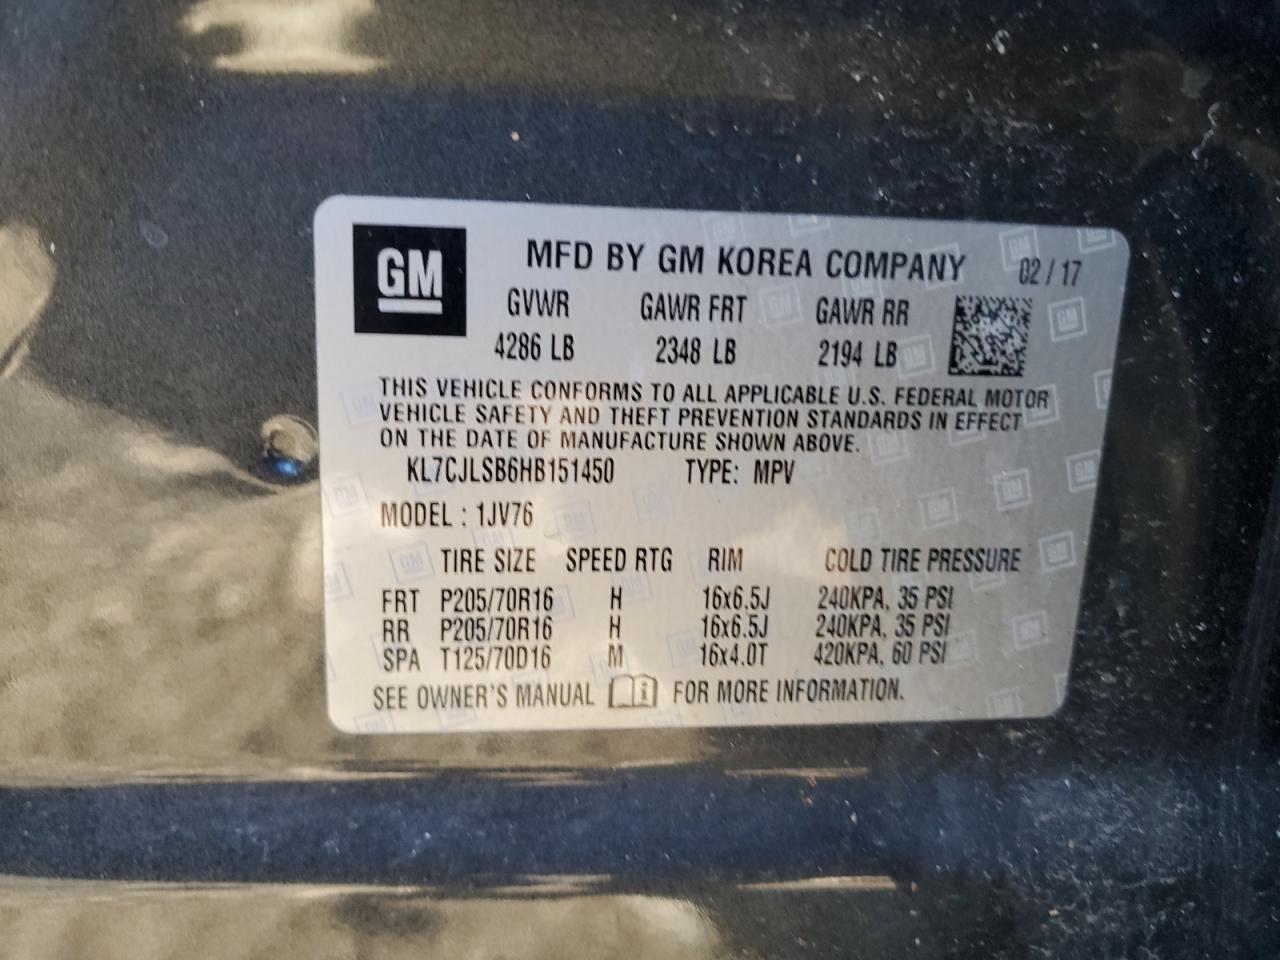 GM
MFD BY GM KOREA COMPANY 02/17
GVWR GAWR FRT GAWR RR
4286 LB 2348 LB 2194 LB
THIS VEHICLE CONFORMS TO ALL APPLICABLE U.S. FEDERAL MOTOR
VEHICLE SAFETY AND THEFT PREVENTION STANDARDS IN EFFECT
ON THE DATE OF MANUFACTURE SHOWN ABOVE.
KL7CJLSB6HB151450 TYPE: MPV
MODEL : 1JV76
TIRE SIZE SPEED RTG RIM COLD TIRE PRESSURE
FRT P205/70R16 H 16x6.5J 240KPA, 35 PSI
RR P205/70R16 H 16x6.5J 240KPA, 35 PSI
SPA T125/70D16 M 16x4.0T 420KPA, 60 PSI
SEE OWNER'S MANUAL i FOR MORE INFORMATION.